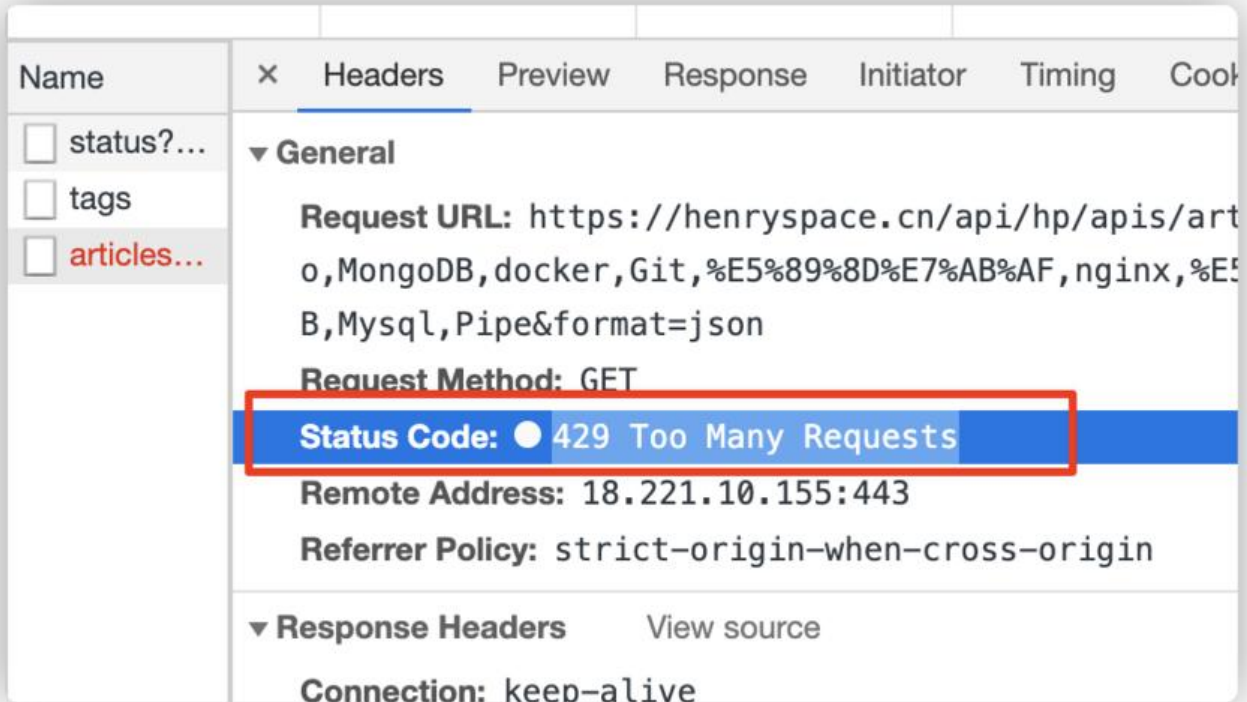 Name
× Headers Preview Response Initiator Timing
status?...
tags
articles...
▼ General
Request URL: https://henryspace.cn/api/hp/apis/art
o,MongoDB,docker,Git,%E5%89%8D%E7%AB%AF,nginx,%E5
B,Mysql,Pipe&format=json
Request Method: GET
Status Code: 429 Too Many Requests
Remote Address: 18.221.10.155:443
Referrer Policy: strict-origin-when-cross-origin
▼ Response Headers View source
Connection: keep-alive